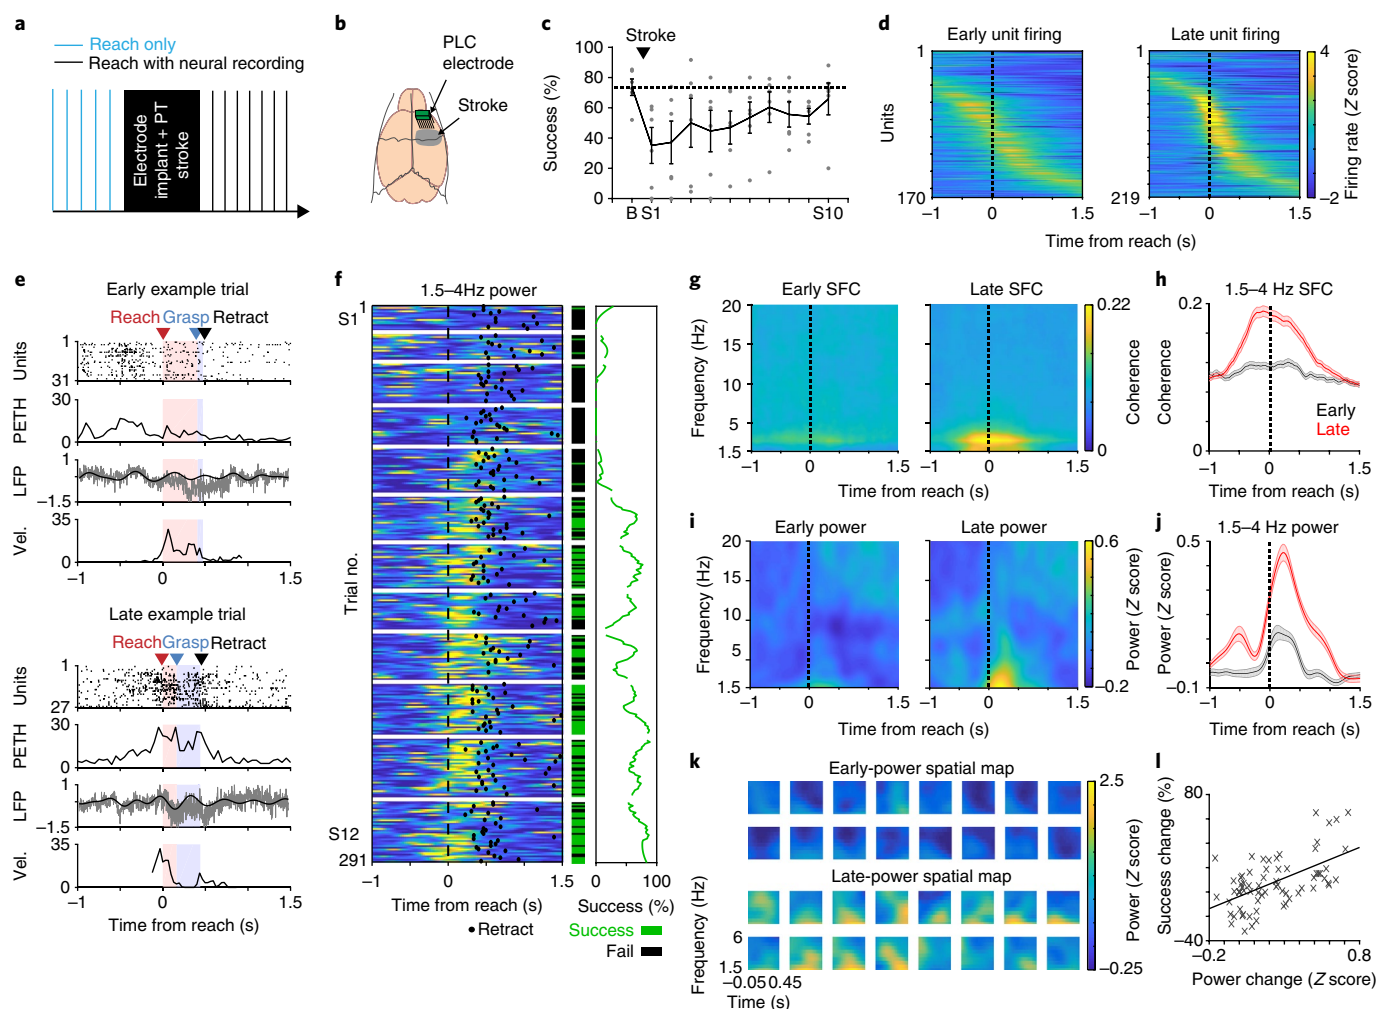 a
Reach only
Reach with neural recording
Electrode
implant + PT
stroke
b
PLC
electrode
Stroke
c
Stroke
Success (%)
100
80
60
40
20
0
B S1
S10
d
Early unit firing
Late unit firing
Units
1
170
1
219
−1
0
1.5
−1
0
1.5
Time from reach (s)
4
−2
Firing rate (Z score)
e
Early example trial
Reach Grasp Retract
Units
1
31
PETH
30
0
LFP
1
−1.5
Vel.
35
0
−1
0
1.5
Late example trial
Reach Grasp Retract
Units
1
27
PETH
30
0
LFP
1
−1.5
Vel.
35
0
−1
0
1.5
Time from reach (s)
f
1.5–4Hz power
1
S1
Trial no.
S12
291
−1
0
1.5
Time from reach (s)
Retract
0
100
Success (%)
Success
Fail
g
Early SFC
Late SFC
Frequency (Hz)
20
15
10
5
1.5
−1
0
1.5
−1
0
1.5
Time from reach (s)
0.22
0
Coherence
h
1.5–4 Hz SFC
Coherence
0.2
0
Early
Late
−1
0
1.5
Time from reach (s)
i
Early power
Late power
Frequency (Hz)
20
15
10
5
1.5
−1
0
1.5
−1
0
1.5
Time from reach (s)
0.6
−0.2
Power (Z score)
j
1.5–4 Hz power
Power (Z score)
0.5
−0.1
−1
0
1.5
Time from reach (s)
k
Early-power spatial map
Late-power spatial map
Frequency (Hz)
6
1.5
−0.05
0.45
Time (s)
2.5
−0.25
Power (Z score)
l
Success change (%)
80
−40
−0.2
0.8
Power change (Z score)